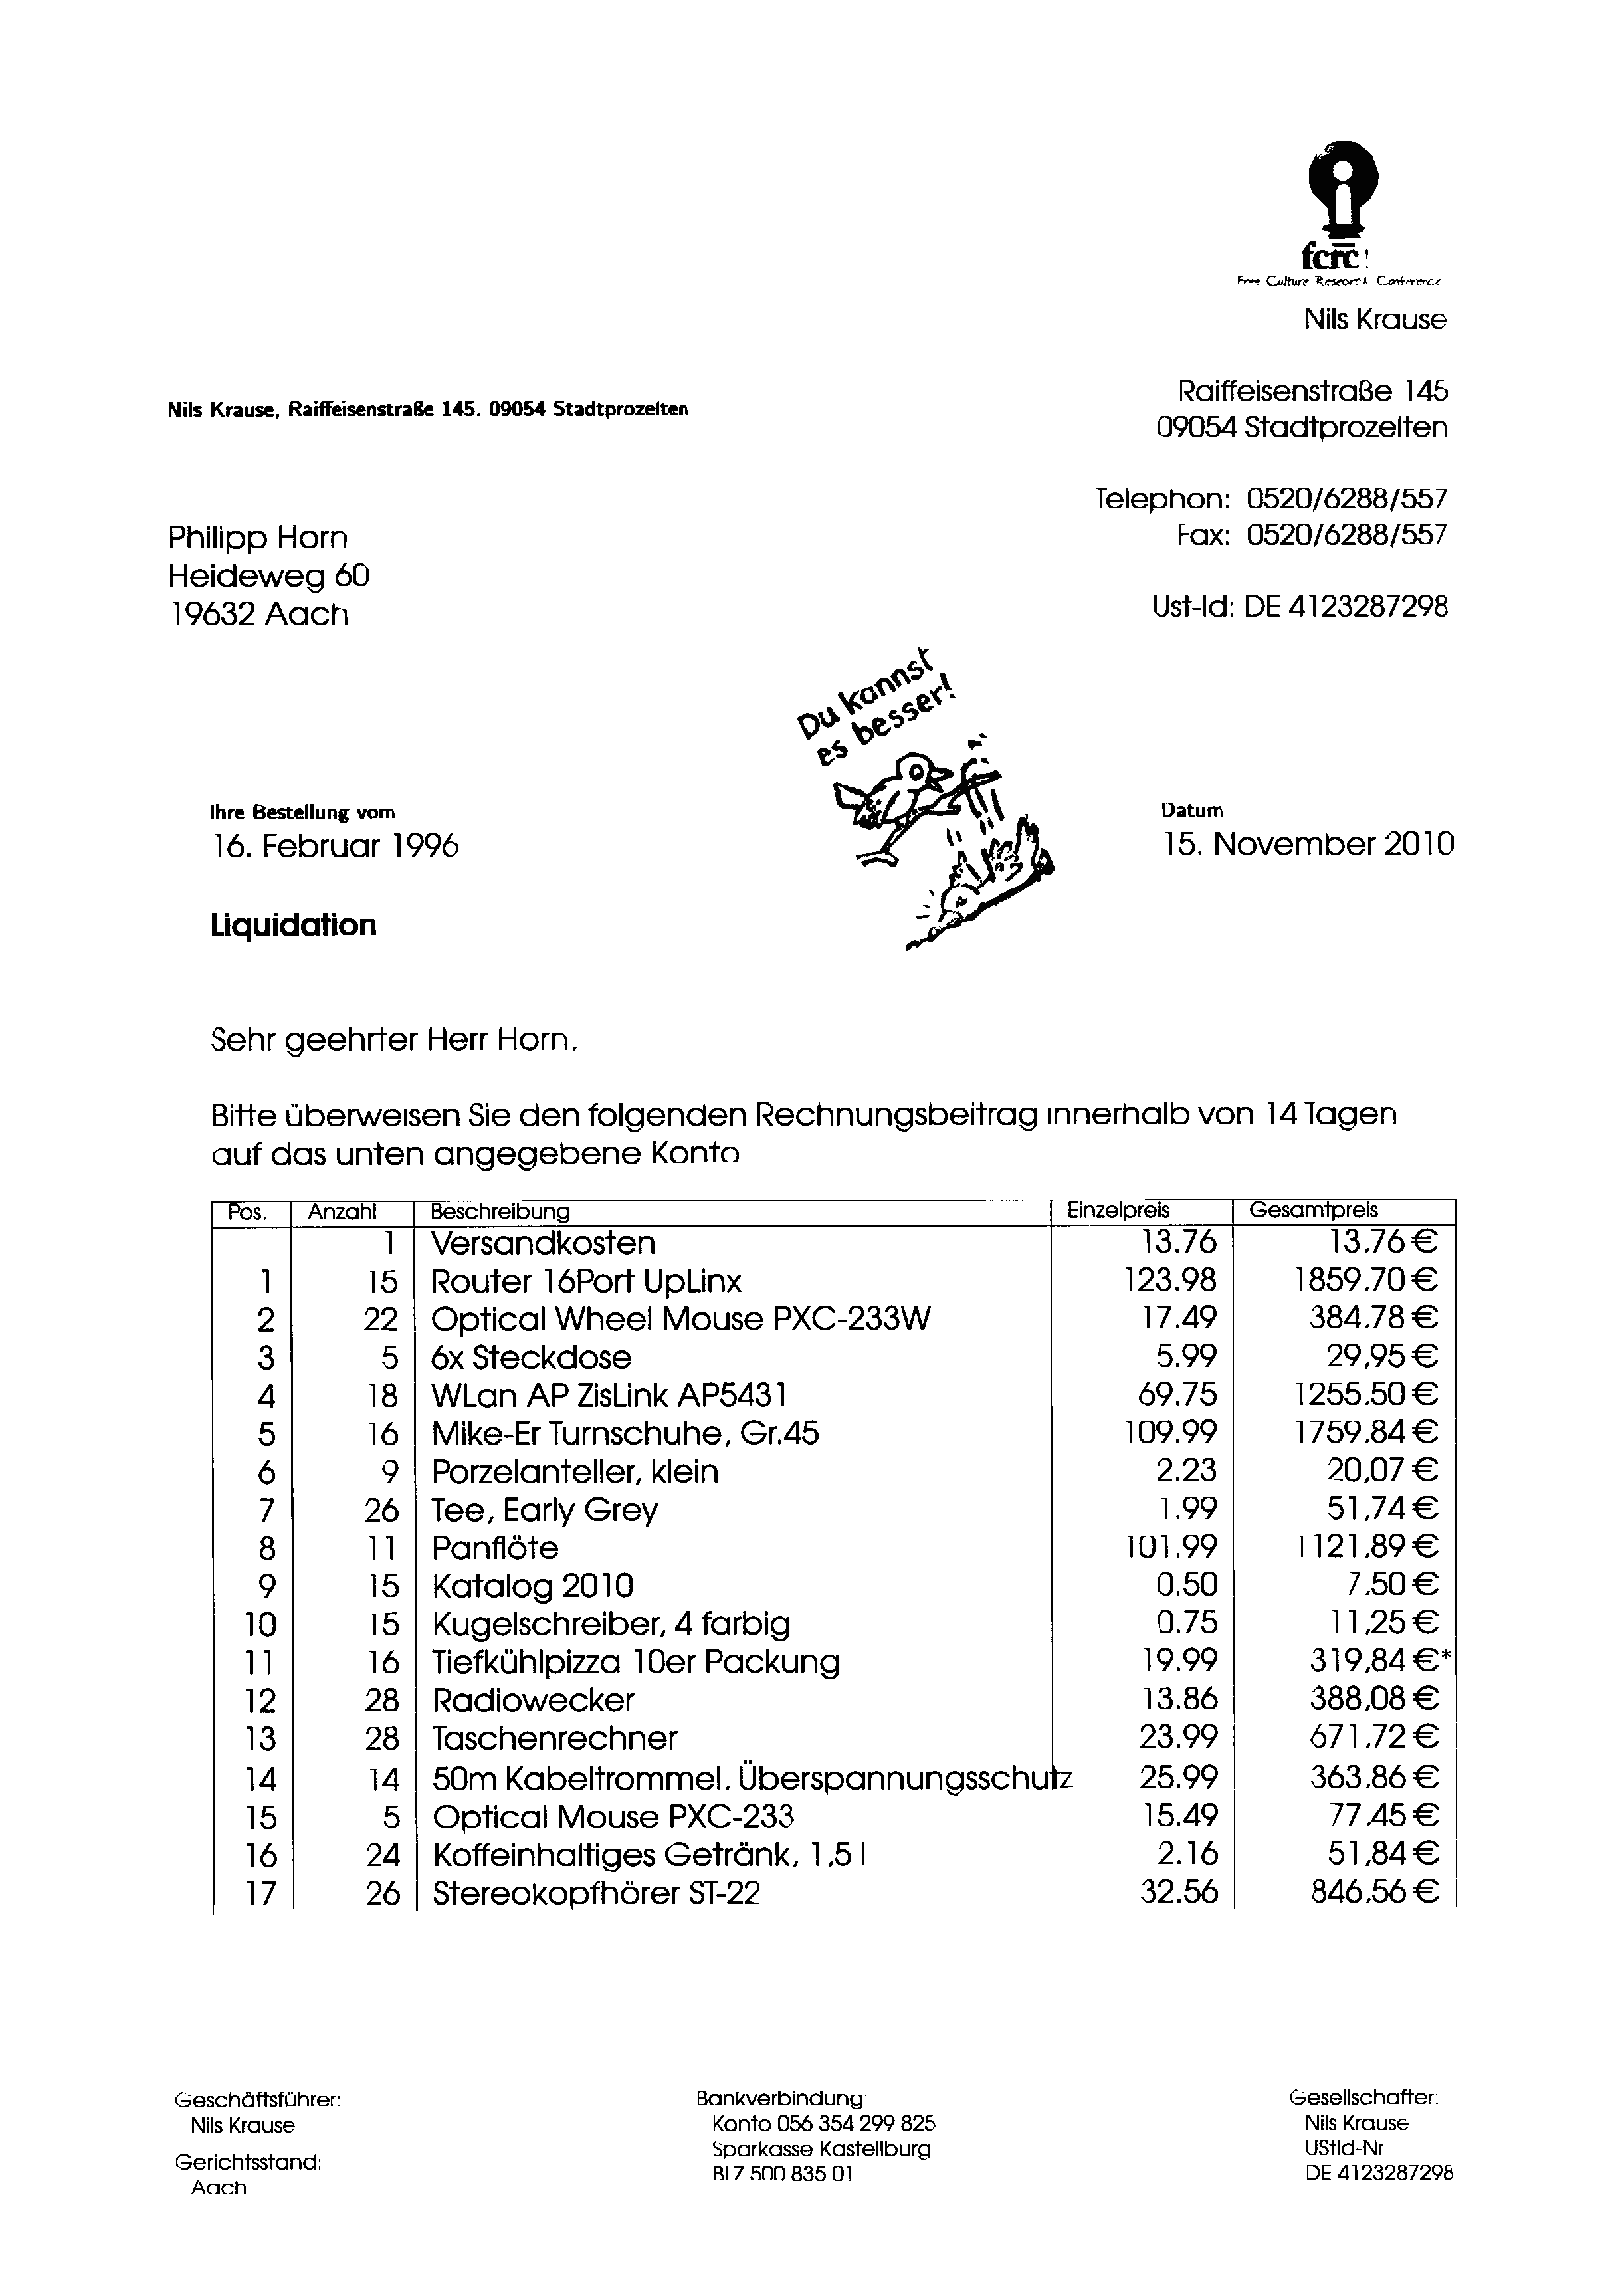 fcrc!
Free Culture Research Conference
Nils Krause
Raiffeisenstraße 145
09054 Stadtprozelten
Nils Krause, Raiffeisenstraße 145. 09054 Stadtprozelten
Telephon: 0520/6288/557
Fax: 0520/6288/557
Ust-Id: DE 4123287298
Philipp Horn
Heideweg 60
19632 Aach
Du kannst
es besser!
Ihre Bestellung vom
16. Februar 1996
Datum
15. November 2010
Liquidation
Sehr geehrter Herr Horn,
Bitte überweisen Sie den folgenden Rechnungsbeitrag innerhalb von 14 Tagen
auf das unten angegebene Konto.
Pos. Anzahl Beschreibung Einzelpreis Gesamtpreis
1 Versandkosten 13.76 13,76 €
1 15 Router 16Port UpLinx 123.98 1859,70 €
2 22 Optical Wheel Mouse PXC-233W 17.49 384,78 €
3 5 6x Steckdose 5.99 29,95 €
4 18 WLan AP ZisLink AP5431 69.75 1255,50 €
5 16 Mike-Er Turnschuhe, Gr.45 109.99 1759,84 €
6 9 Porzelanteller, klein 2.23 20,07 €
7 26 Tee, Early Grey 1.99 51,74 €
8 11 Panflöte 101.99 1121,89 €
9 15 Katalog 2010 0.50 7,50 €
10 15 Kugelschreiber, 4 farbig 0.75 11,25 €
11 16 Tiefkühlpizza 10er Packung 19.99 319,84 €*
12 28 Radiowecker 13.86 388,08 €
13 28 Taschenrechner 23.99 671,72 €
14 14 50m Kabeltrommel, Überspannungsschutz 25.99 363,86 €
15 5 Optical Mouse PXC-233 15.49 77,45 €
16 24 Koffeinhaltiges Getränk, 1,5 l 2.16 51,84 €
17 26 Stereokopfhörer ST-22 32.56 846,56 €
Geschäftsführer:
Nils Krause
Gerichtsstand:
Aach
Bankverbindung:
Konto 056 354 299 825
Sparkasse Kastellburg
BLZ 500 835 01
Gesellschafter:
Nils Krause
UStId-Nr
DE 4123287298